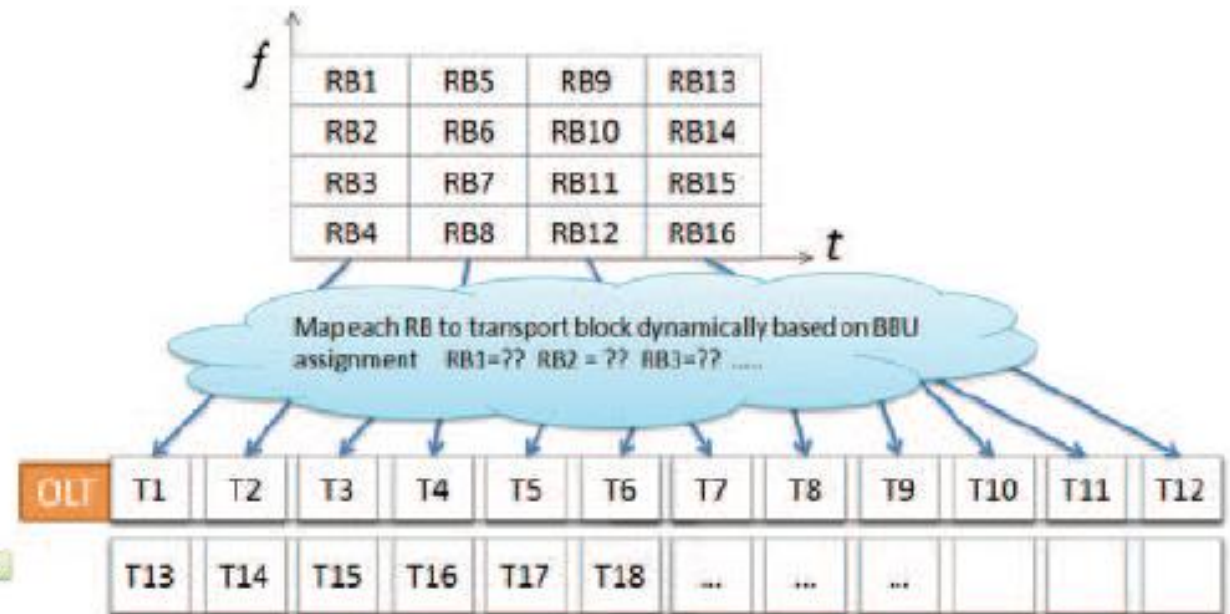 f
RB1 RB5 RB9 RB13
RB2 RB6 RB10 RB14
RB3 RB7 RB11 RB15
RB4 RB8 RB12 RB16
t
Map each RB to transport block dynamically based on BBU
assignment RB1=?? RB2 = ?? RB3=?? .....
OLT T1 T2 T3 T4 T5 T6 T7 T8 T9 T10 T11 T12
T13 T14 T15 T16 T17 T18 ... ... ...